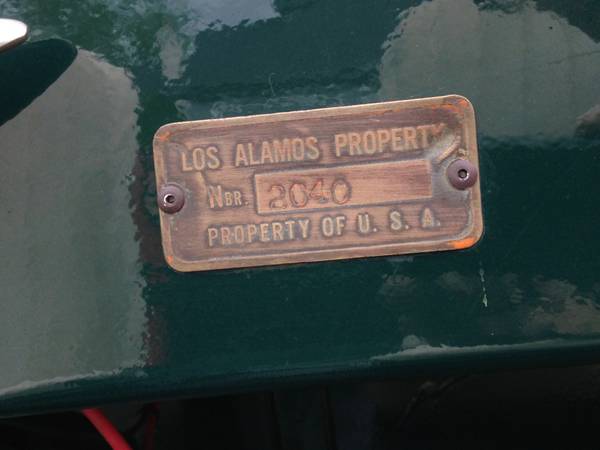 LOS ALAMOS PROPERTY
NBR. 2040
PROPERTY OF U. S. A.